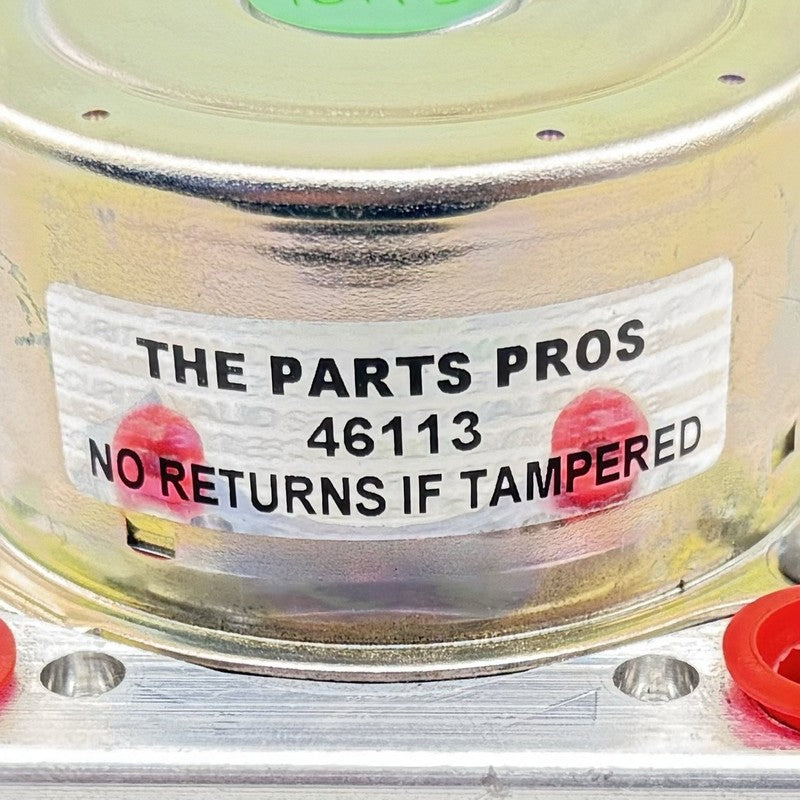 THE PARTS PROS
46113
NO RETURNS IF TAMPERED